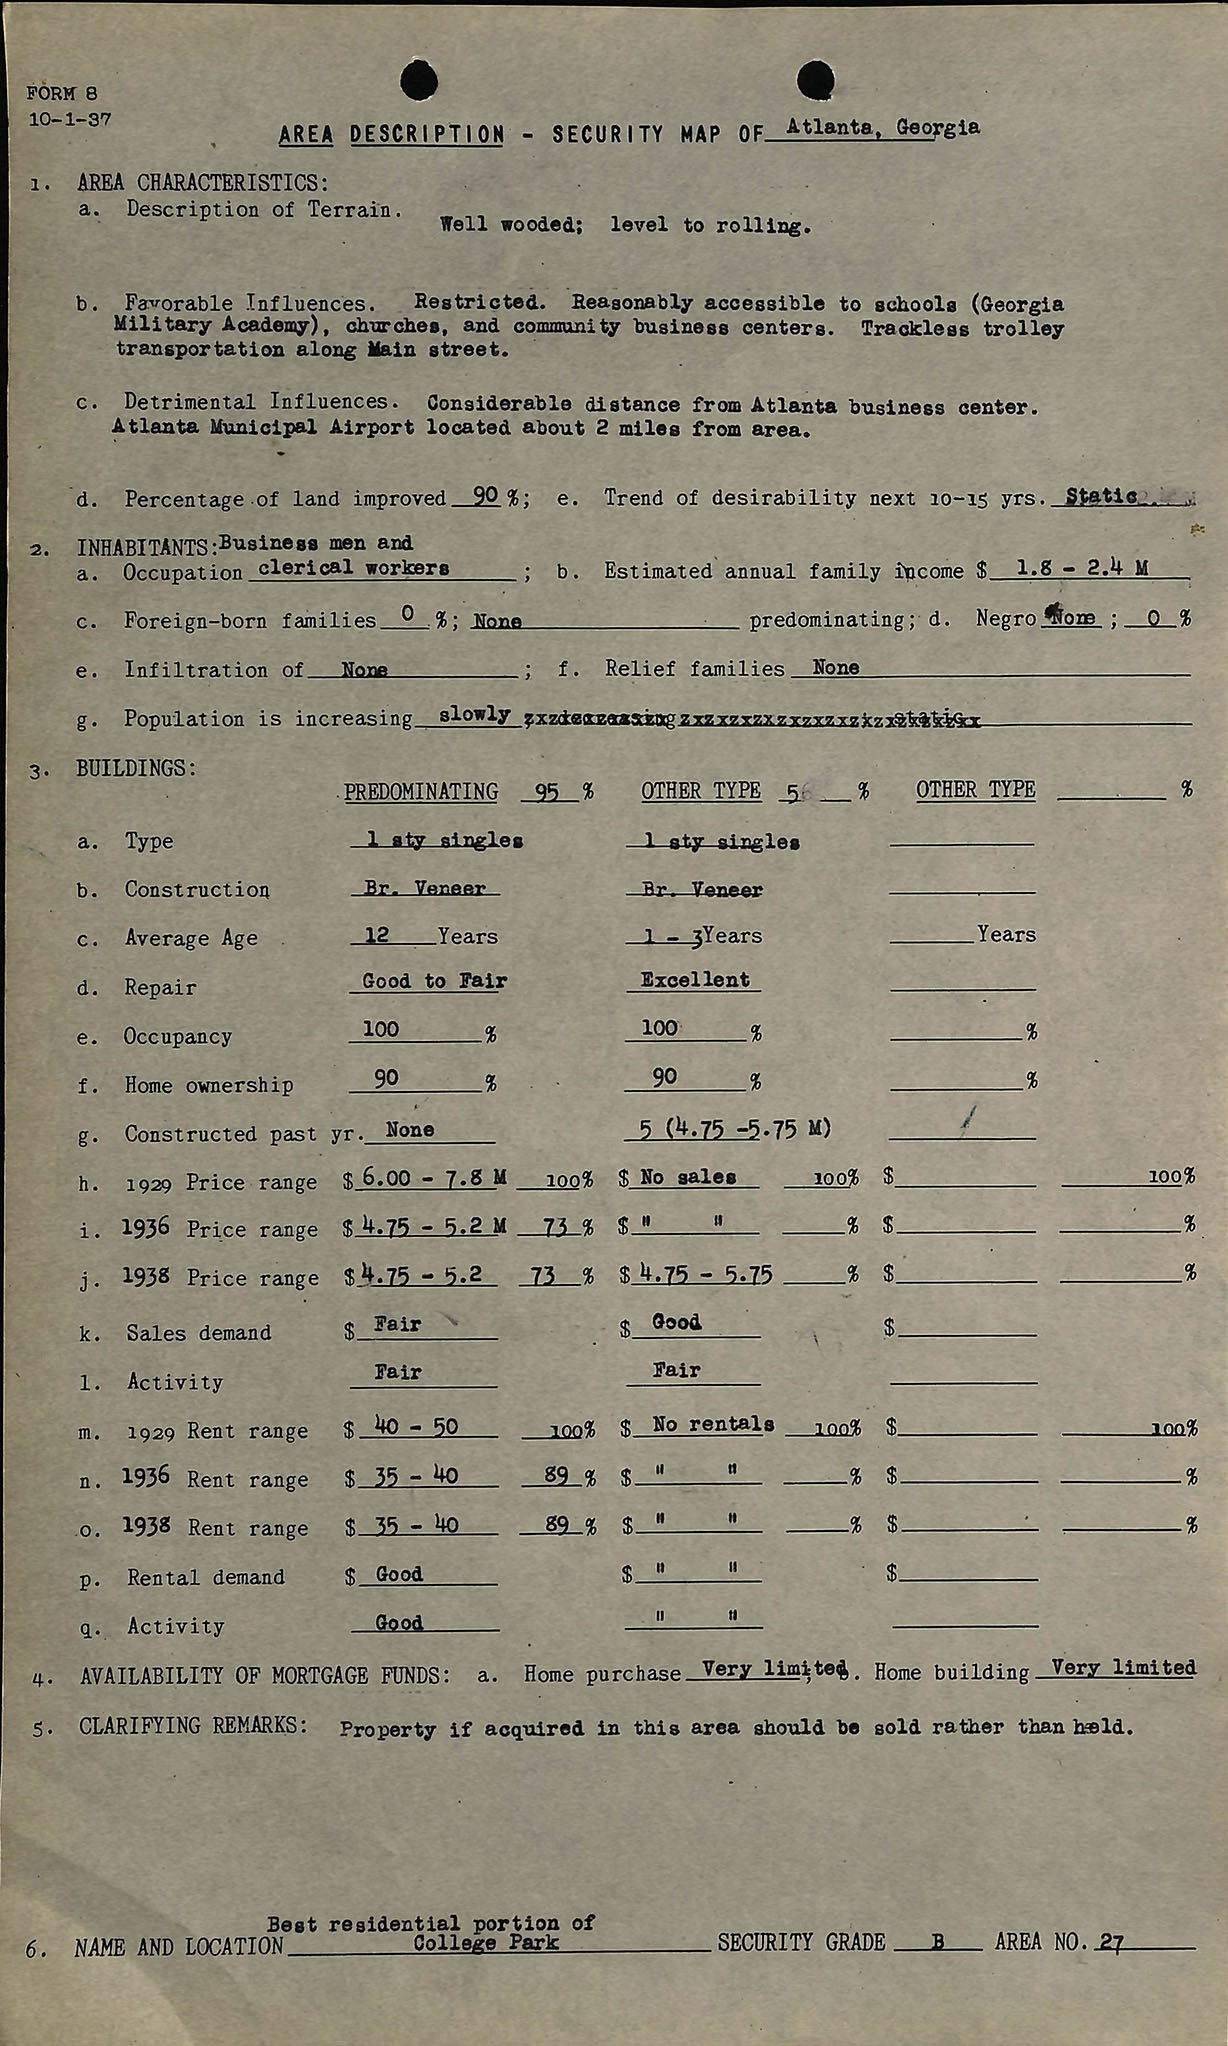 FORM 8
10-1-37
AREA DESCRIPTION - SECURITY MAP OF Atlanta, Georgia
1. AREA CHARACTERISTICS:
a. Description of Terrain.
Well wooded; level to rolling.
b. Favorable Influences. Restricted. Reasonably accessible to schools (Georgia
Military Academy), churches, and community business centers. Trackless trolley
transportation along Main street.
c. Detrimental Influences. Considerable distance from Atlanta business center.
Atlanta Municipal Airport located about 2 miles from area.
d. Percentage of land improved 90 %; e. Trend of desirability next 10-15 yrs. Static
2. INHABITANTS: Business men and
a. Occupation clerical workers ; b. Estimated annual family income $ 1.8 - 2.4 M
c. Foreign-born families 0 %; None predominating; d. Negro None ; 0 %
e. Infiltration of None ; f. Relief families None
g. Population is increasing slowly
3. BUILDINGS:
PREDOMINATING 95 % OTHER TYPE 5 % OTHER TYPE %
a. Type 1 sty singles 1 sty singles
b. Construction Br. Veneer Br. Veneer
c. Average Age 12 Years 1 - 3 Years Years
d. Repair Good to Fair Excellent
e. Occupancy 100 % 100 % %
f. Home ownership 90 % 90 % %
g. Constructed past yr. None 5 (4.75 -5.75 M)
h. 1929 Price range $ 6.00 - 7.8 M 100% $ No sales 100% $ 100%
i. 1936 Price range $ 4.75 - 5.2 M 73 % $ " " % $ %
j. 1938 Price range $ 4.75 - 5.2 73 % $ 4.75 - 5.75 % $ %
k. Sales demand $ Fair $ Good $
l. Activity Fair Fair
m. 1929 Rent range $ 40 - 50 100% $ No rentals 100% $ 100%
n. 1936 Rent range $ 35 - 40 89 % $ " " % $ %
o. 1938 Rent range $ 35 - 40 89 % $ " " % $ %
p. Rental demand $ Good $ " " $
q. Activity Good " "
4. AVAILABILITY OF MORTGAGE FUNDS: a. Home purchase Very limited. Home building Very limited
5. CLARIFYING REMARKS: Property if acquired in this area should be sold rather than held.
Best residential portion of
6. NAME AND LOCATION College Park SECURITY GRADE B AREA NO. 27